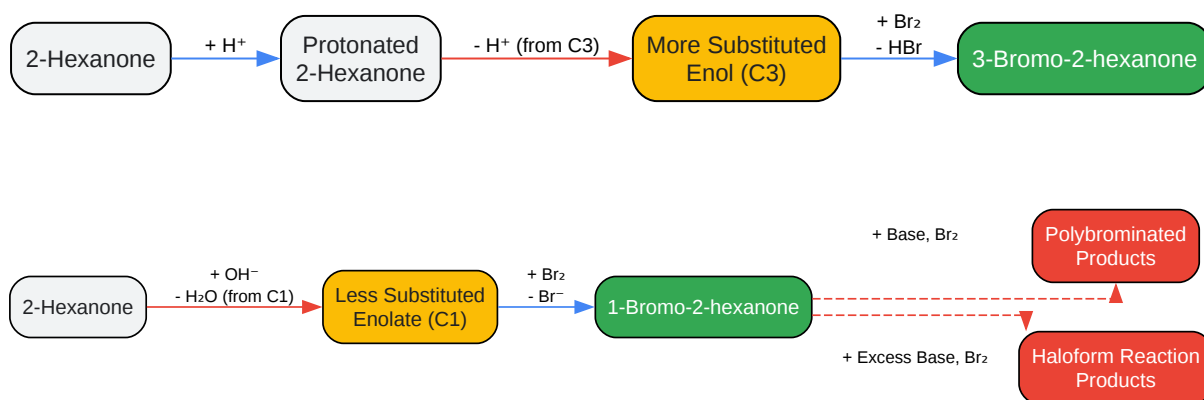 2-Hexanone
+ H⁺
Protonated
2-Hexanone
- H⁺ (from C3)
More Substituted
Enol (C3)
+ Br₂
- HBr
3-Bromo-2-hexanone
2-Hexanone
+ OH⁻
- H₂O (from C1)
Less Substituted
Enolate (C1)
+ Br₂
- Br⁻
1-Bromo-2-hexanone
+ Base, Br₂
Polybrominated
Products
+ Excess Base, Br₂
Haloform Reaction
Products